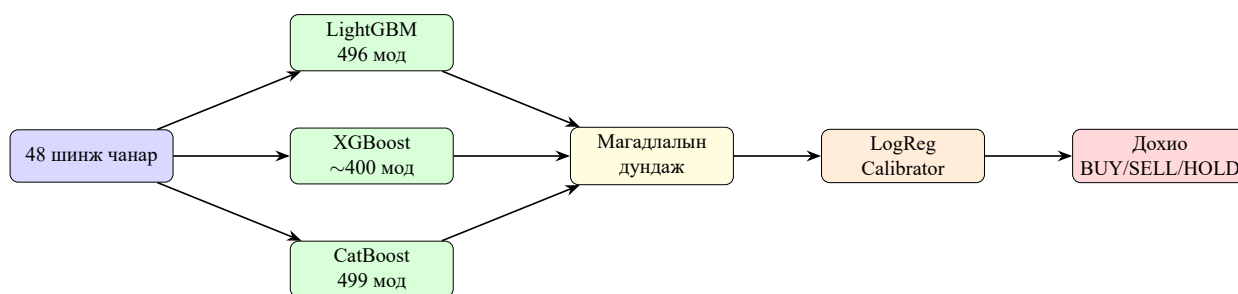 48 шинж чанар
LightGBM
496 мод
XGBoost
~400 мод
CatBoost
499 мод
Магадлалын
дундаж
LogReg
Calibrator
Дохио
BUY/SELL/HOLD